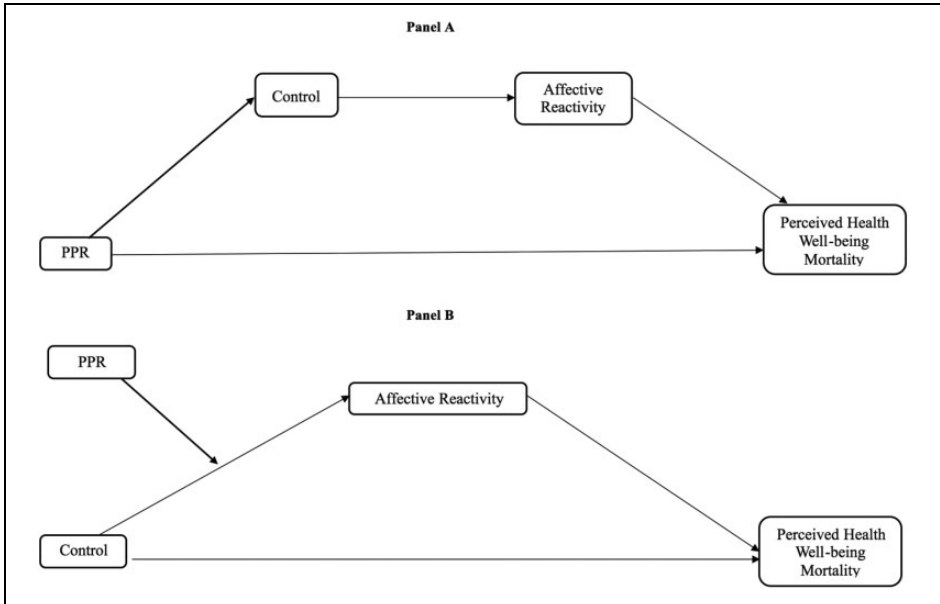 Panel A
Control
Affective
Reactivity
PPR
Perceived Health
Well-being
Mortality
Panel B
PPR
Affective Reactivity
Control
Perceived Health
Well-being
Mortality